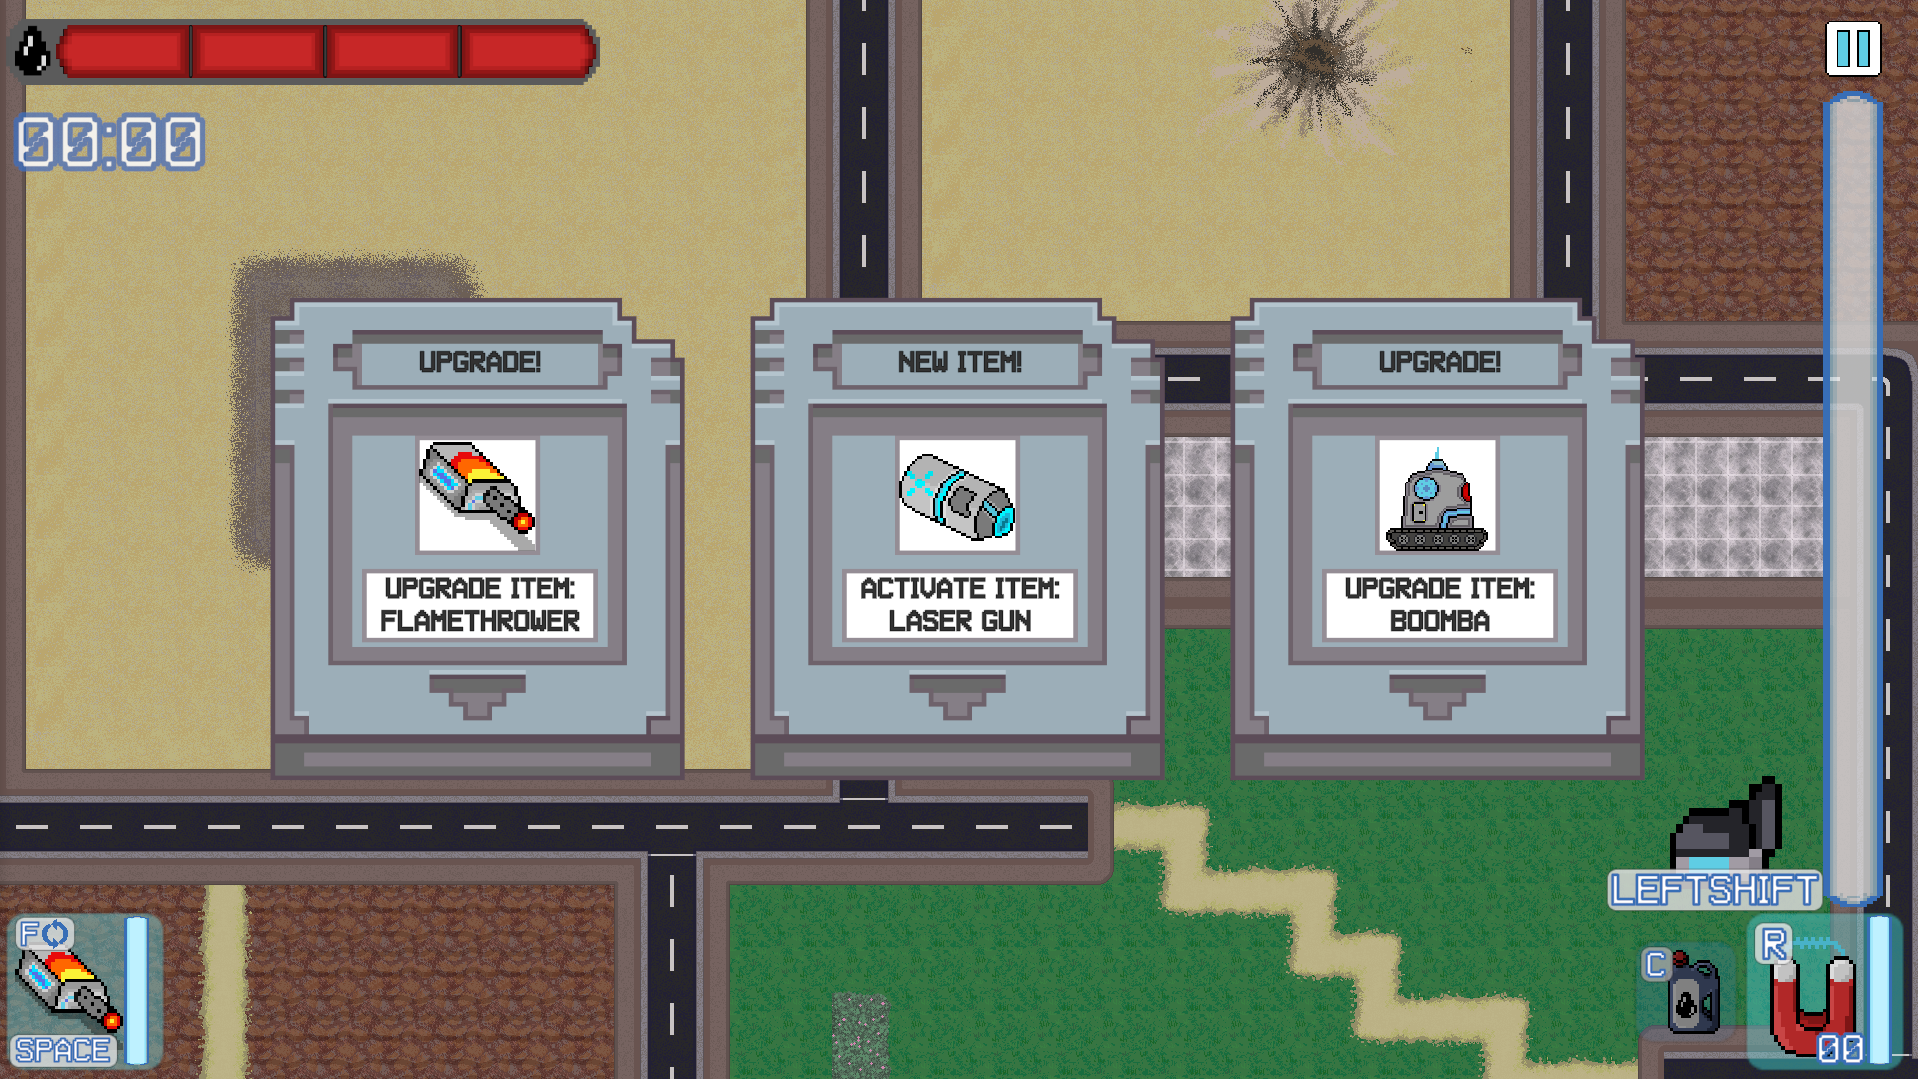 00:00
UPGRADE!
NEW ITEM!
UPGRADE!
UPGRADE ITEM:
FLAMETHROWER
ACTIVATE ITEM:
LASER GUN
UPGRADE ITEM:
BOOMBA
LEFTSHIFT
F
SPACE
C
R
00